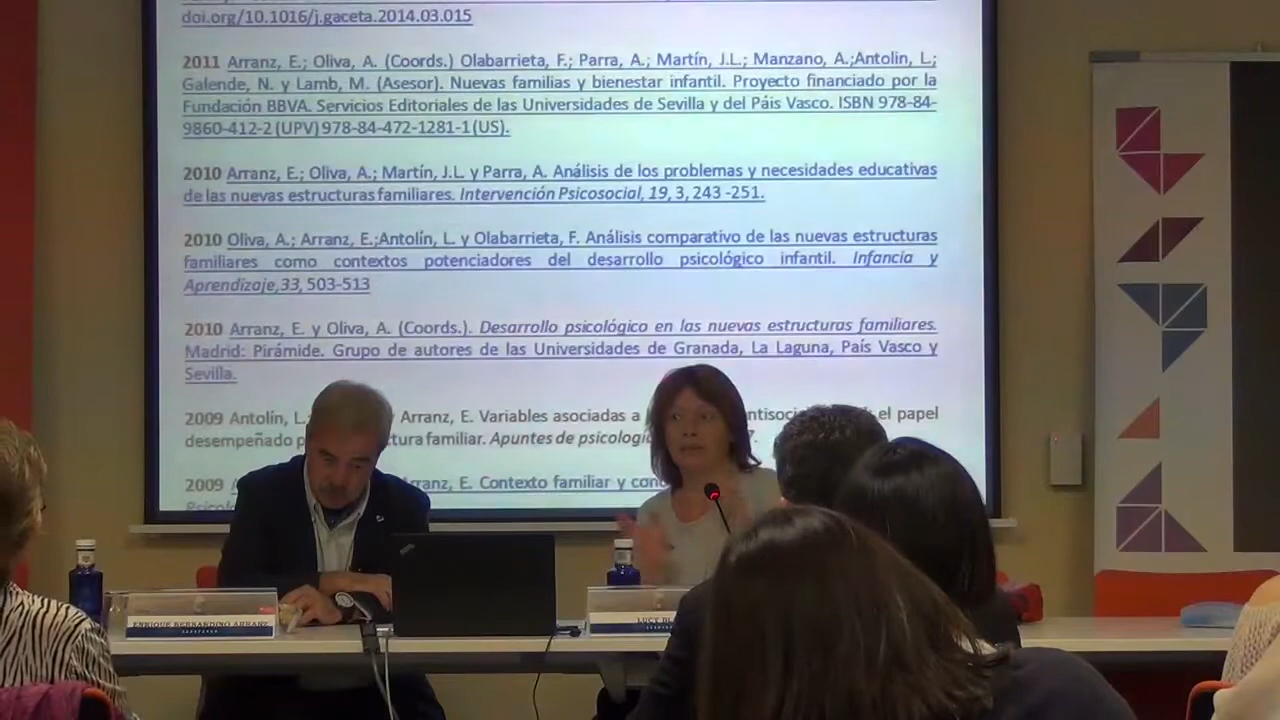 doi.org/10.1016/j.gaceta.2014.03.015
2011 Arranz, E.; Oliva, A. (Coords.) Olabarrieta, F.; Parra, A.; Martín, J.L.; Manzano, A.;Antolin, L;
Galende, N. y Lamb, M. (Asesor). Nuevas familias y bienestar infantil. Proyecto financiado por la
Fundación BBVA. Servicios Editoriales de las Universidades de Sevilla y del Páis Vasco. ISBN 978-84-
9860-412-2 (UPV) 978-84-472-1281-1 (US).
2010 Arranz, E.; Oliva, A.; Martín, J.L. y Parra, A. Análisis de los problemas y necesidades educativas
de las nuevas estructuras familiares. Intervención Psicosocial, 19, 3, 243 -251.
2010 Oliva, A.; Arranz, E.;Antolín, L. y Olabarrieta, F. Análisis comparativo de las nuevas estructuras
familiares como contextos potenciadores del desarrollo psicológico infantil. Infancia y
Aprendizaje,33, 503-513
2010 Arranz, E. y Oliva, A. (Coords.). Desarrollo psicológico en las nuevas estructuras familiares.
Madrid: Pirámide. Grupo de autores de las Universidades de Granada, La Laguna, País Vasco y
Sevilla.
2009 Antolín, L. Arranz, E. Variables asociadas a el papel
desempeñado familiar. Apuntes de
2009 E. Contexto familiar y
ENRIQUE BERNARDINO ARRANZ
LUCY